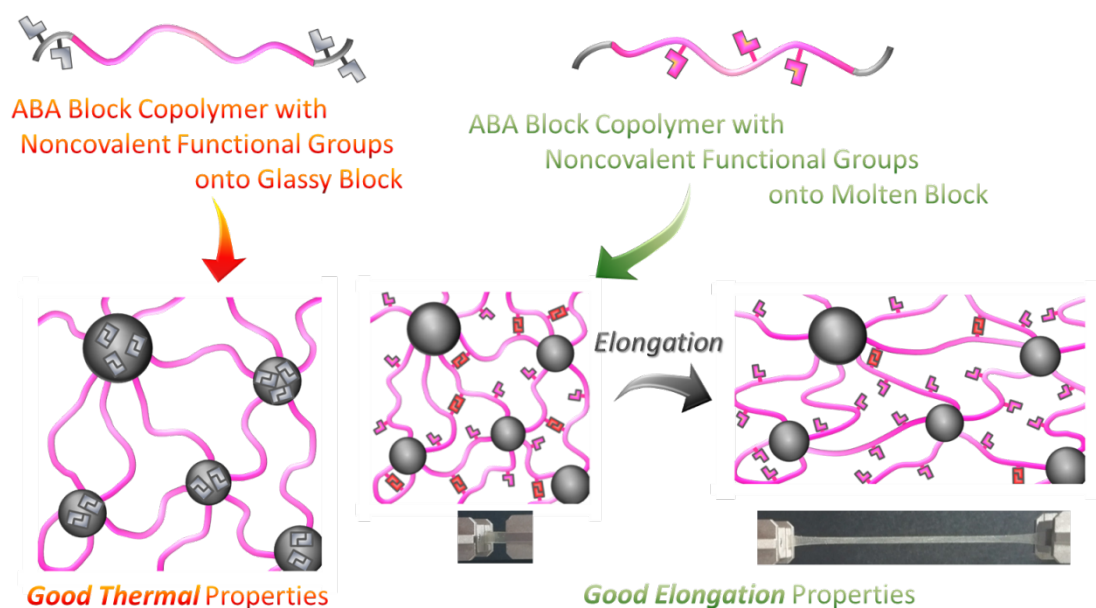 ABA Block Copolymer with
Noncovalent Functional Groups
onto Glassy Block
ABA Block Copolymer with
Noncovalent Functional Groups
onto Molten Block
Elongation
Good Thermal Properties
Good Elongation Properties